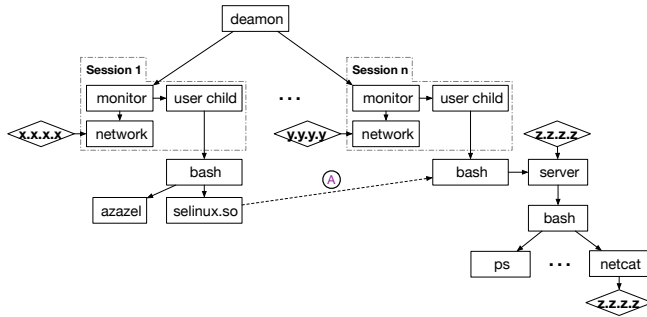 deamon
Session 1
Session n
monitor
user child
...
monitor
user child
x.x.x.x
network
y.y.y.y
network
z.z.z.z
bash
bash
server
A
azazel
selinux.so
bash
ps
...
netcat
z.z.z.z